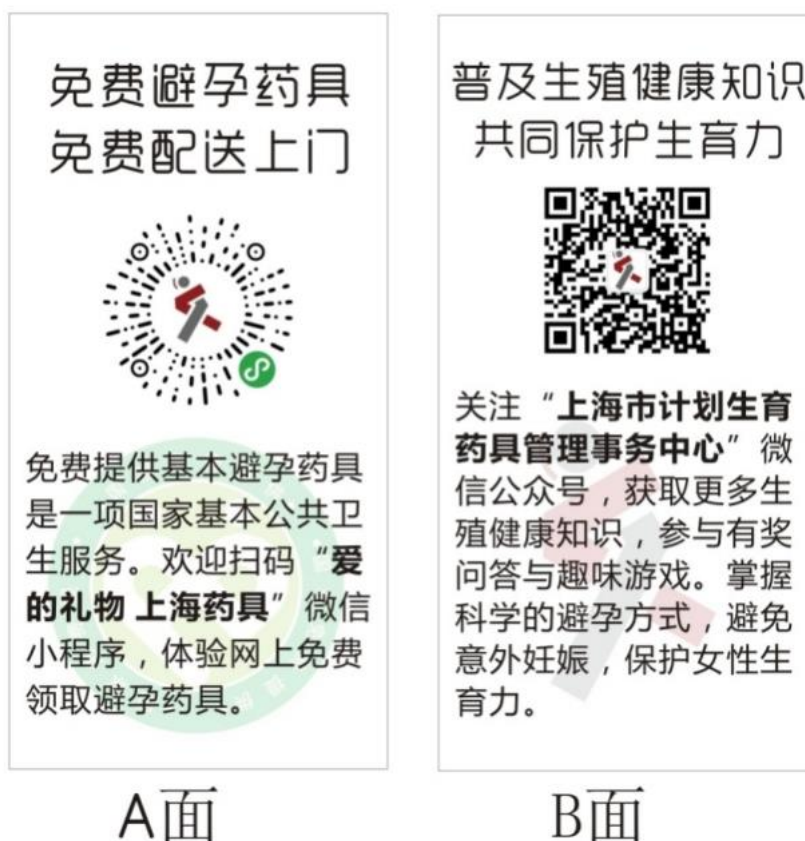 免费避孕药具
免费配送上门
免费提供基本避孕药具
是一项国家基本公共卫
生服务。欢迎扫码“爱
的礼物 上海药具”微信
小程序，体验网上免费
领取避孕药具。
A面
普及生殖健康知识
共同保护生育力
关注“上海市计划生育
药具管理事务中心”微
信公众号，获取更多生
殖健康知识，参与有奖
问答与趣味游戏。掌握
科学的避孕方式，避免
意外妊娠，保护女性生
育力。
B面